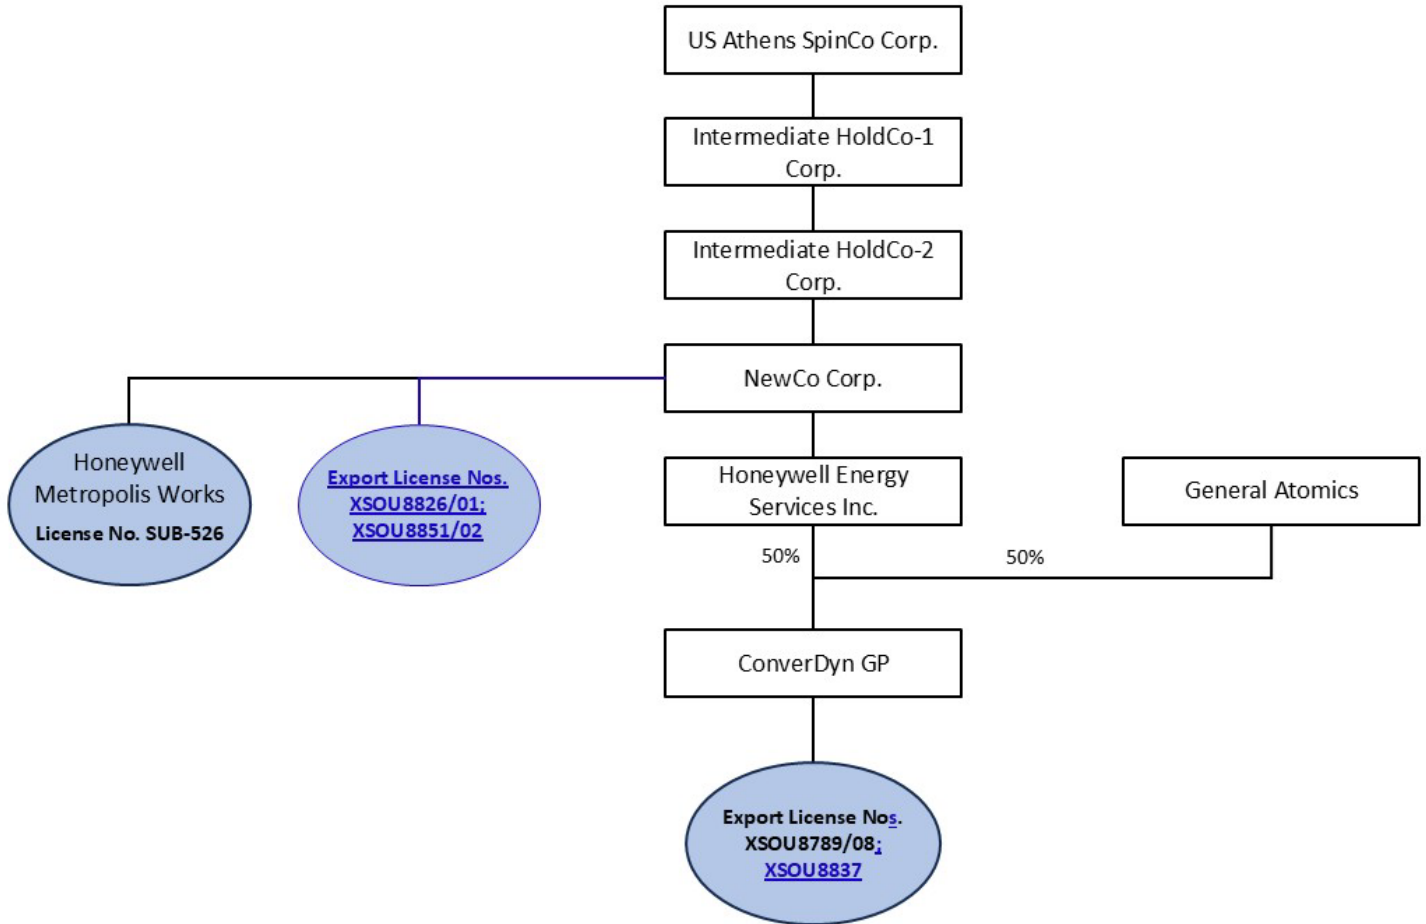 US Athens SpinCo Corp.
Intermediate HoldCo-1
Corp.
Intermediate HoldCo-2
Corp.
NewCo Corp.
Honeywell
Metropolis Works
License No. SUB-526
Export License Nos.
XSOU8826/01;
XSOU8851/02
Honeywell Energy
Services Inc.
General Atomics
50%
50%
ConverDyn GP
Export License Nos.
XSOU8789/08;
XSOU8837